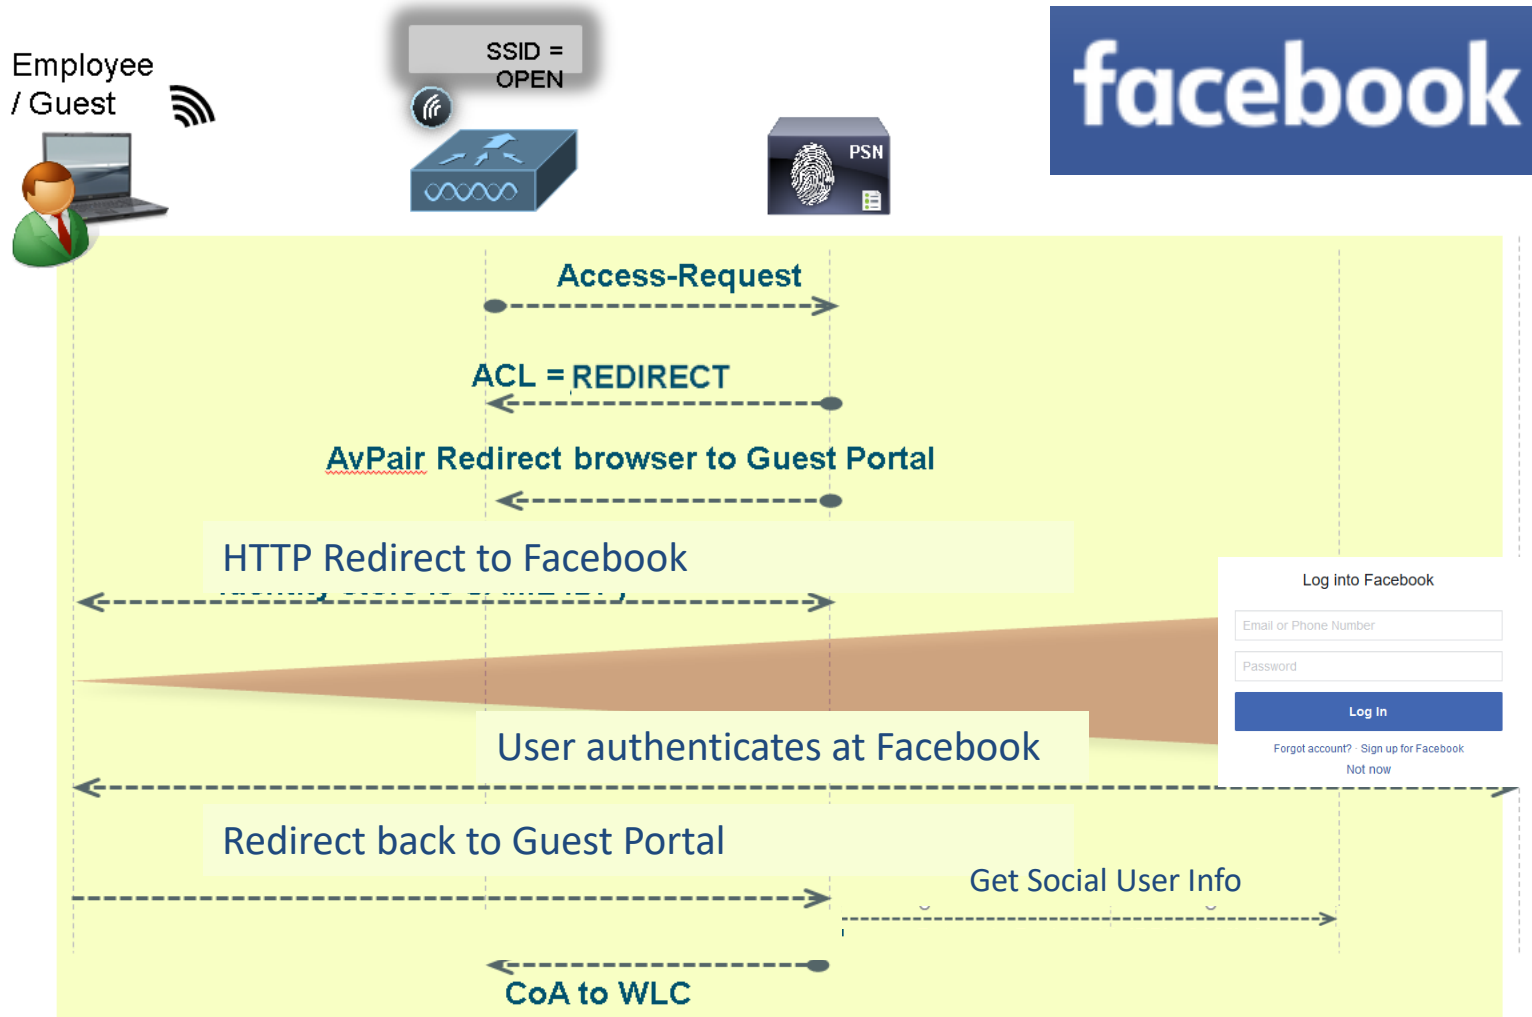 Employee
/ Guest
SSID =
OPEN
PSN
facebook
Access-Request
ACL = REDIRECT
AvPair Redirect browser to Guest Portal
HTTP Redirect to Facebook
Log into Facebook
Email or Phone Number
Password
Log In
Forgot account? · Sign up for Facebook
Not now
User authenticates at Facebook
Redirect back to Guest Portal
Get Social User Info
CoA to WLC